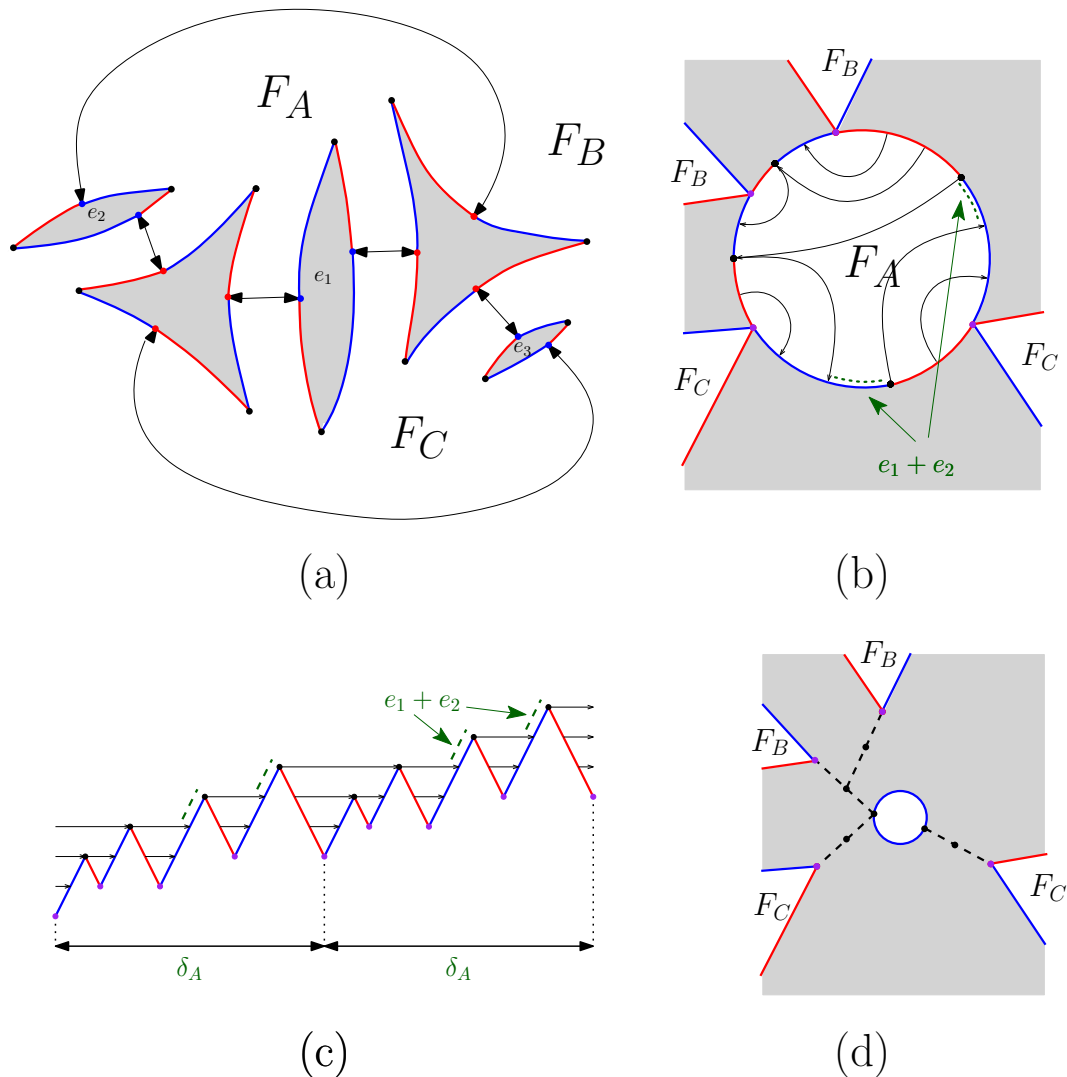 F_A
F_B
e_2
e_1
e_3
F_C
(a)
F_B
F_B
F_A
F_C
F_C
e_1 + e_2
(b)
e_1 + e_2
δ_A
δ_A
(c)
F_B
F_B
F_C
F_C
(d)